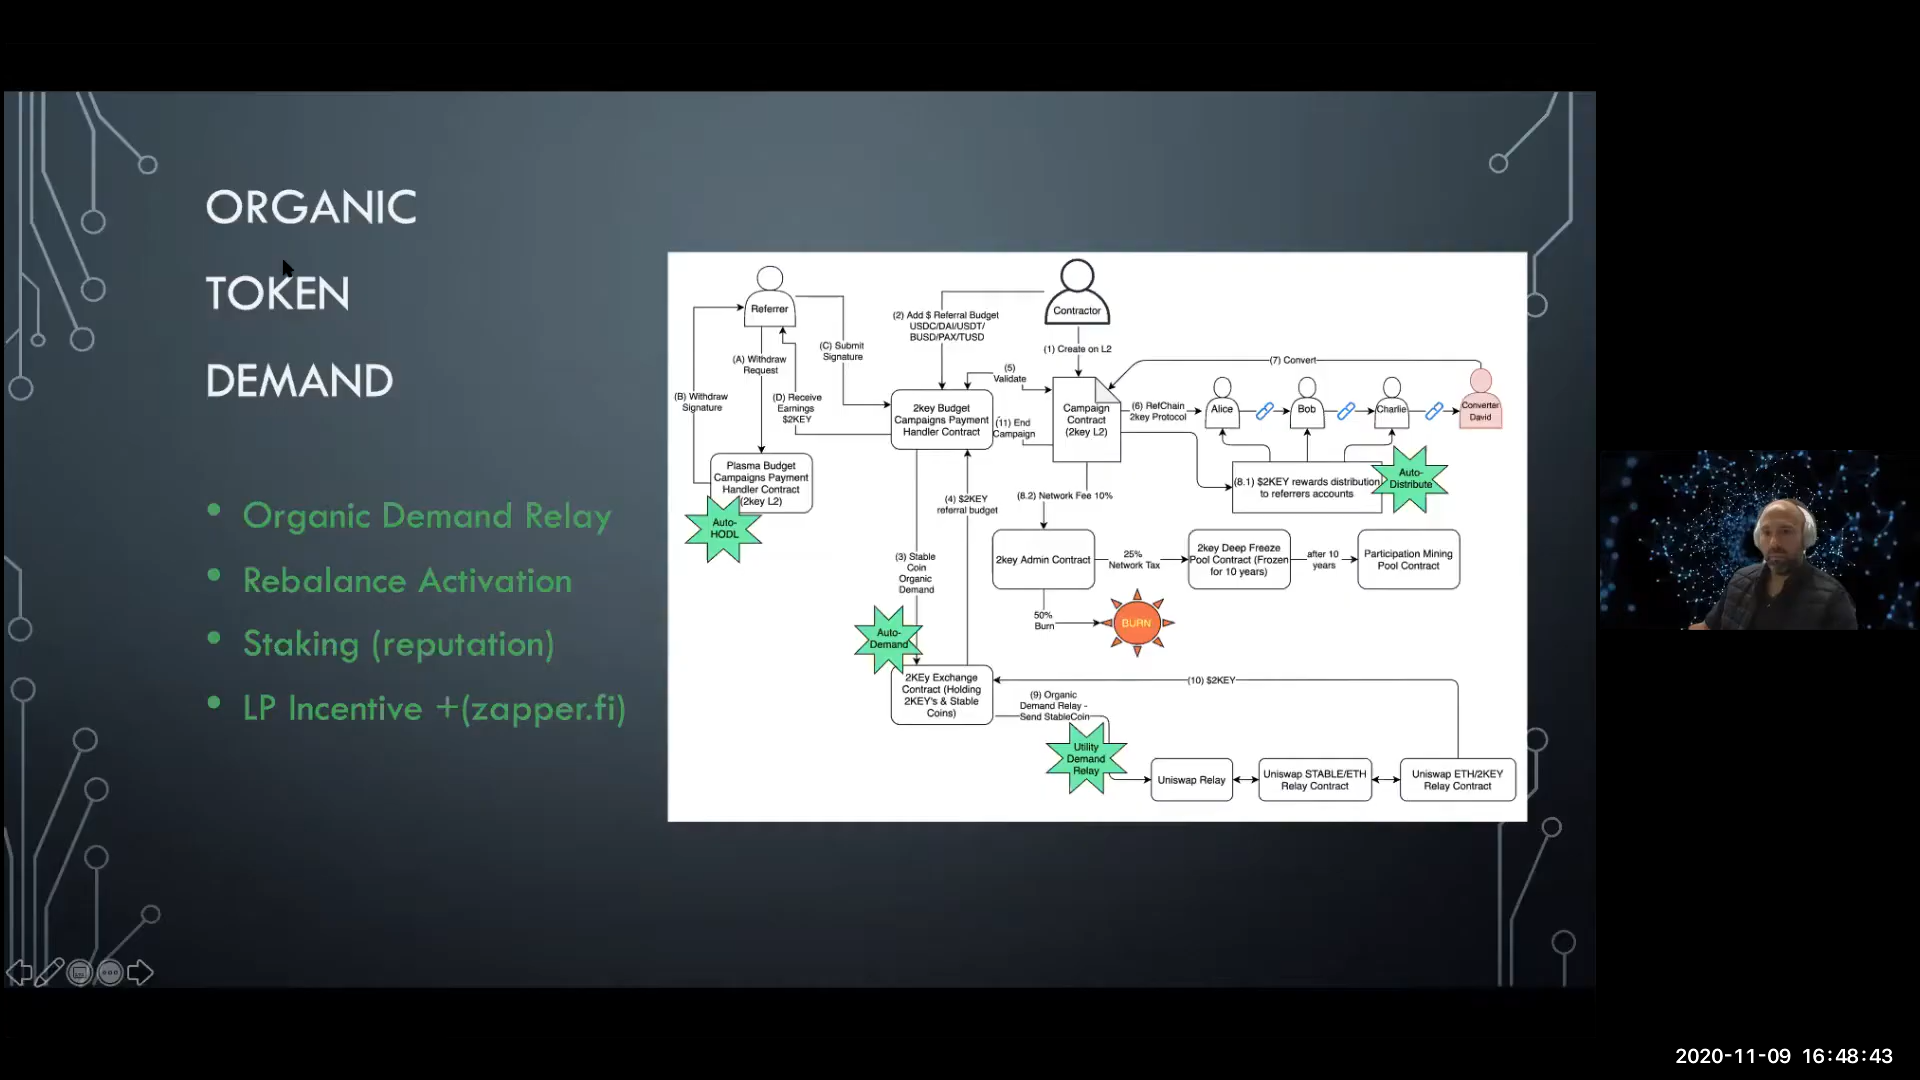 ORGANIC
TOKEN
DEMAND
• Organic Demand Relay
• Rebalance Activation
• Staking (reputation)
• LP Incentive +(zapper.fi)
Referrer
(A) Withdraw
Request
(B) Withdraw
Signature
(C) Submit
Signature
(D) Receive
Earnings
$2KEY
Plasma Budget
Campaigns Payment
Handler Contract
(2key L2)
Auto-
HODL
Contractor
(1) Create on L2
(2) Add $ Referral Budget
USDC/DAI/USDT/
BUSD/PAX/TUSD
2key Budget
Campaigns Payment
Handler Contract
(5)
Validate
(11) End
Campaign
Campaign
Contract
(2key L2)
(6) RefChain
2key Protocol
(7) Convert
Alice
Bob
Charlie
Converter
David
(8.1) $2KEY rewards distribution
to referrers accounts
Auto-
Distribute
(8.2) Network Fee 10%
2key Admin Contract
25%
Network Tax
2key Deep Freeze
Pool Contract (Frozen
for 10 years)
after 10
years
Participation Mining
Pool Contract
50%
Burn
BURN
(3) Stable
Coin
Organic
Demand
(4) $2KEY
referral budget
Auto-
Demand
2KEy Exchange
Contract (Holding
2KEY's & Stable
Coins)
(9) Organic
Demand Relay -
Send StableCoin
(10) $2KEY
Utility
Demand
Relay
Uniswap Relay
Uniswap STABLE/ETH
Relay Contract
Uniswap ETH/2KEY
Relay Contract
2020-11-09 16:48:43